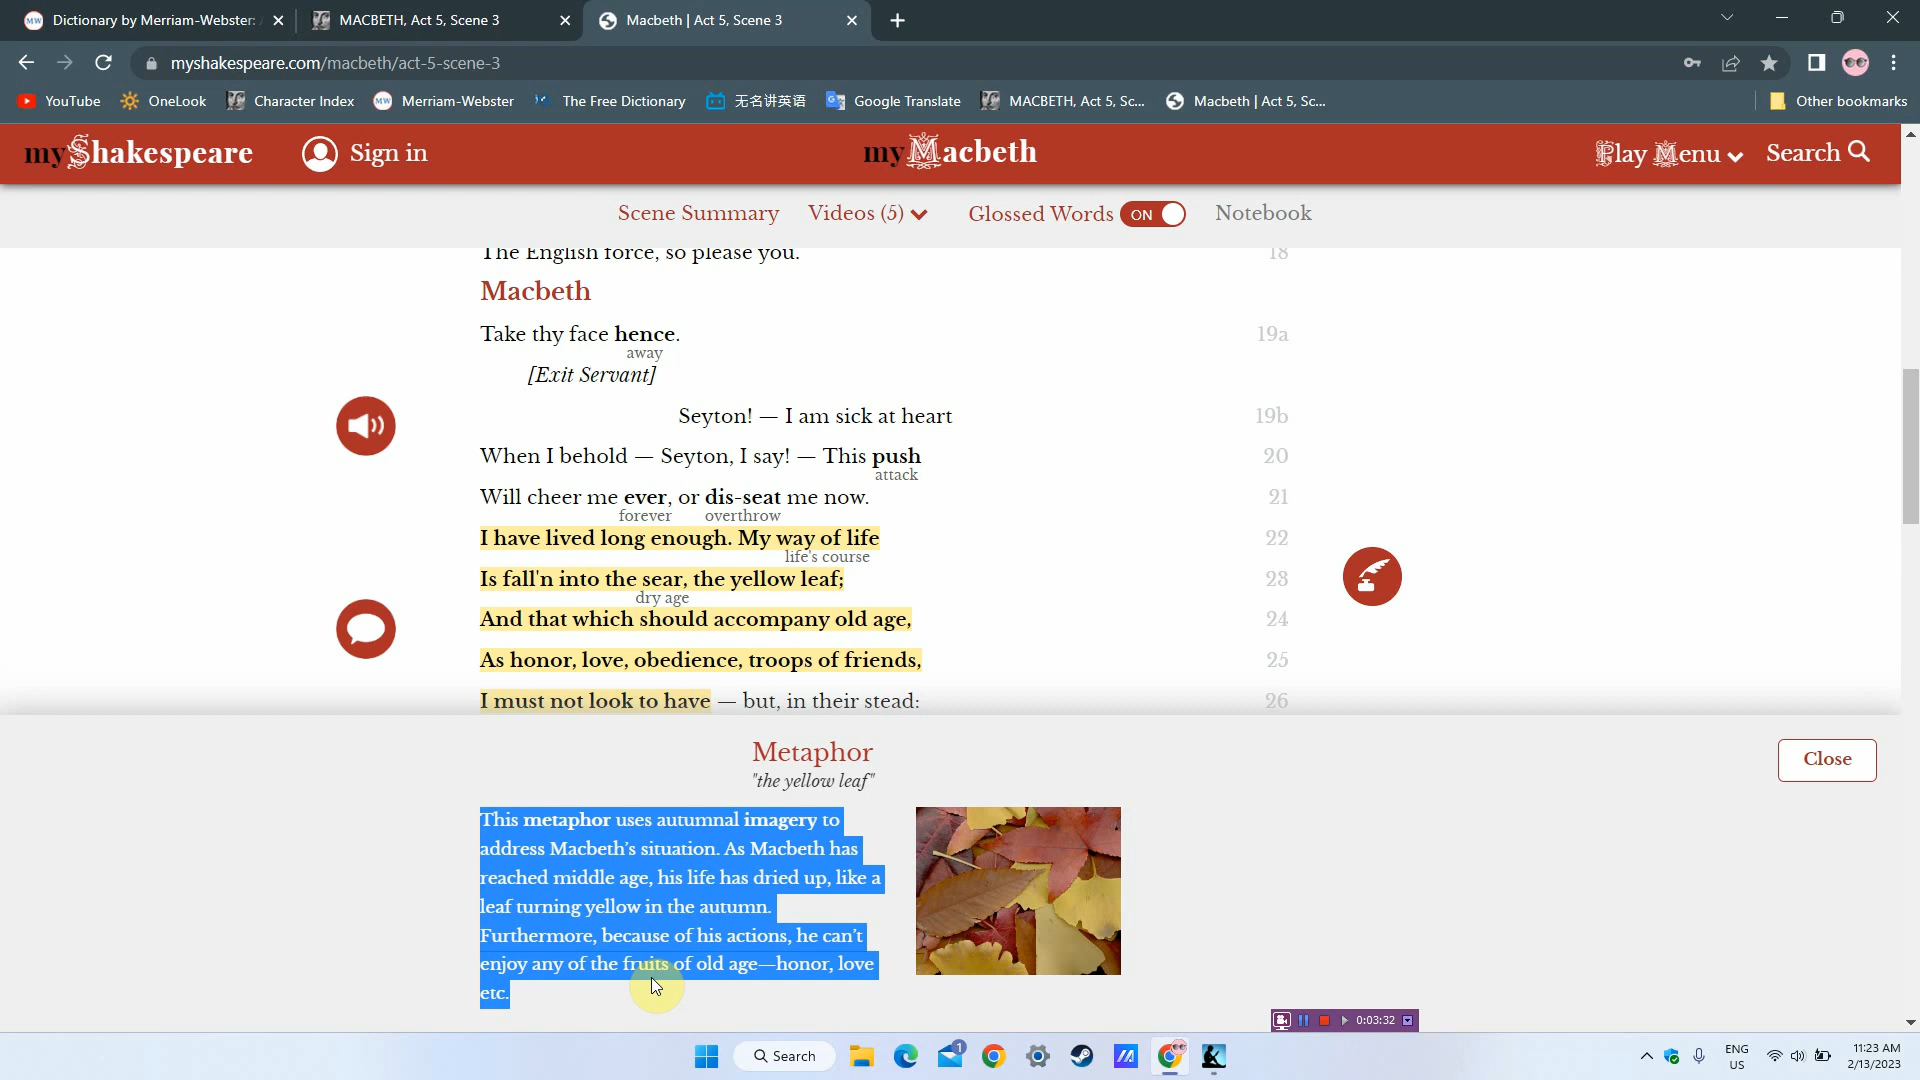 Dictionary by Merriam-Webster:
MACBETH, Act 5, Scene 3
Macbeth | Act 5, Scene 3
myshakespeare.com/macbeth/act-5-scene-3
YouTube
OneLook
Character Index
Merriam-Webster
The Free Dictionary
无名讲英语
Google Translate
MACBETH, Act 5, Sc...
Macbeth | Act 5, Sc...
Other bookmarks
myShakespeare
Sign in
myMacbeth
Play Menu
Search
Scene Summary
Videos (5)
Glossed Words
ON
Notebook
The English force, so please you. 18
Macbeth
Take thy face hence. 19a
away
[Exit Servant]
Seyton! — I am sick at heart 19b
When I behold — Seyton, I say! — This push 20
attack
Will cheer me ever, or dis-seat me now. 21
forever overthrow
I have lived long enough. My way of life 22
life's course
Is fall'n into the sear, the yellow leaf; 23
dry age
And that which should accompany old age, 24
As honor, love, obedience, troops of friends, 25
I must not look to have — but, in their stead: 26
Metaphor
"the yellow leaf"
Close
This metaphor uses autumnal imagery to
address Macbeth’s situation. As Macbeth has
reached middle age, his life has dried up, like a
leaf turning yellow in the autumn.
Furthermore, because of his actions, he can’t
enjoy any of the fruits of old age—honor, love
etc.
0:03:32
Search
1
ENG
US
11:23 AM
2/13/2023